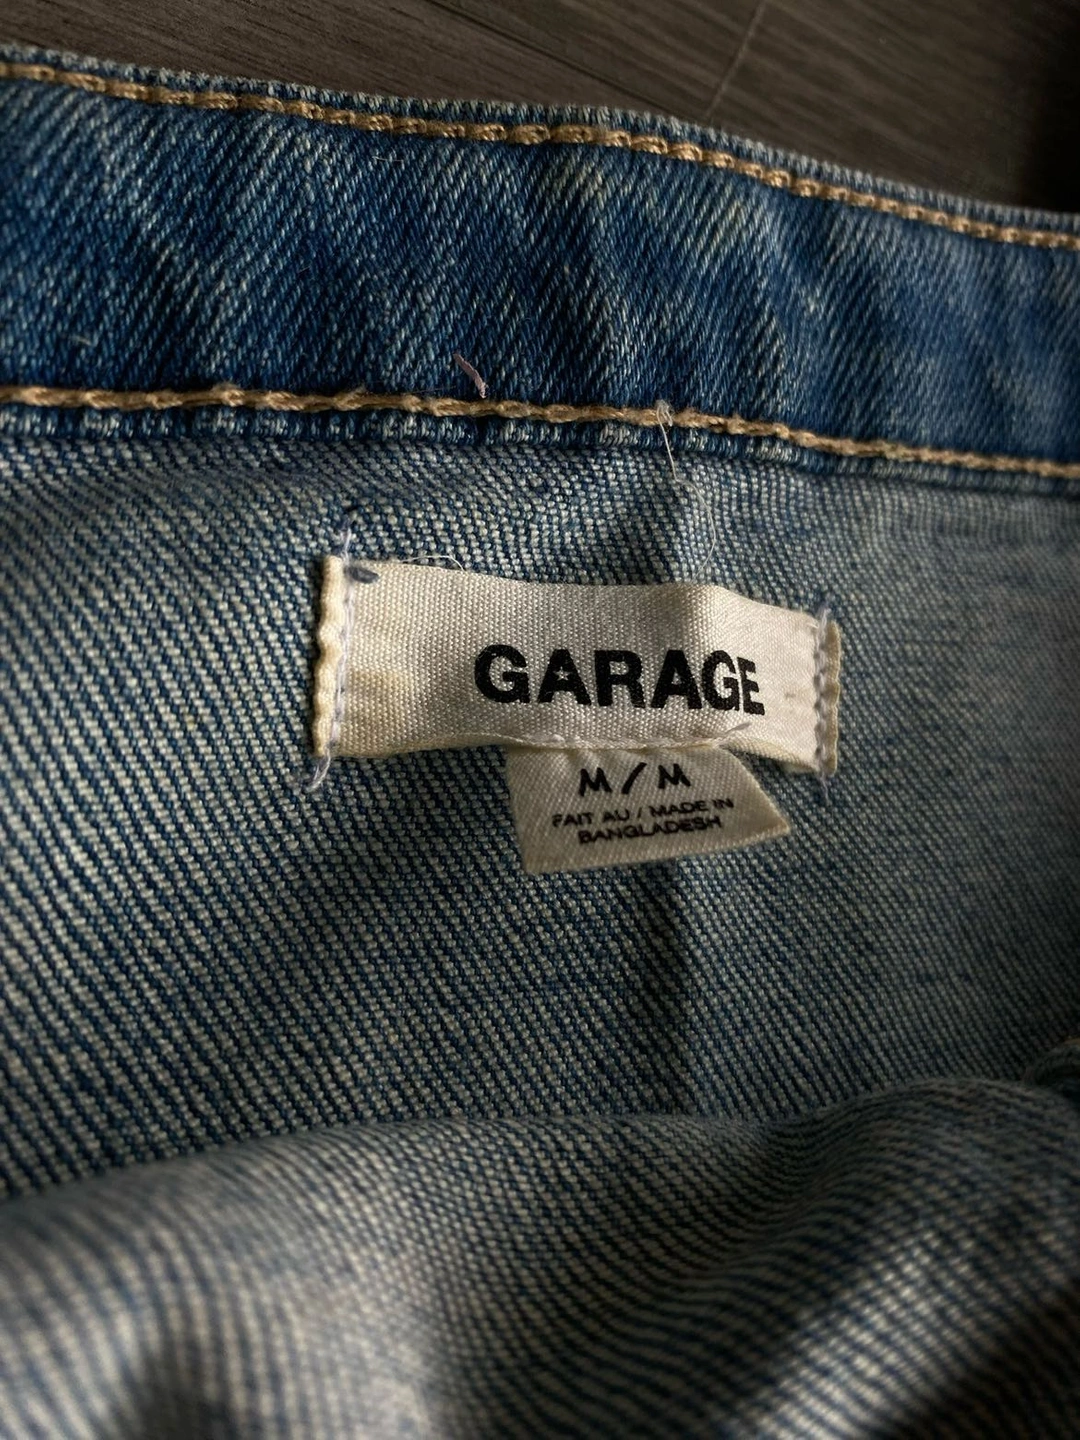 GARAGE
M / M
FAIT AU / MADE IN
BANGLADESH